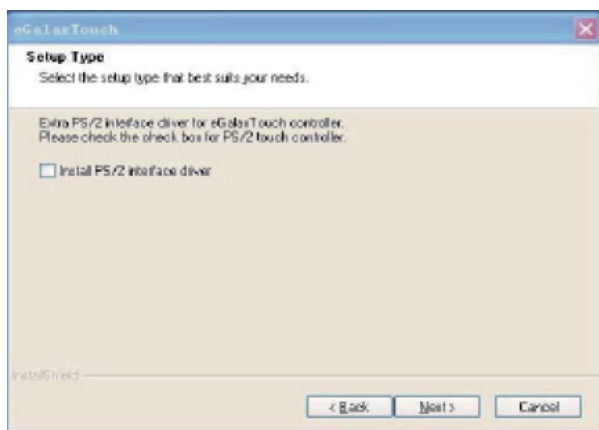 eGalaxTouch
Setup Type
Select the setup type that best suits your needs.
Extra PS/2 interface driver for eGalaxTouch controller.
Please check the check box for PS/2 touch controller.
Install PS/2 interface driver
InstallShield
< Back
Next >
Cancel